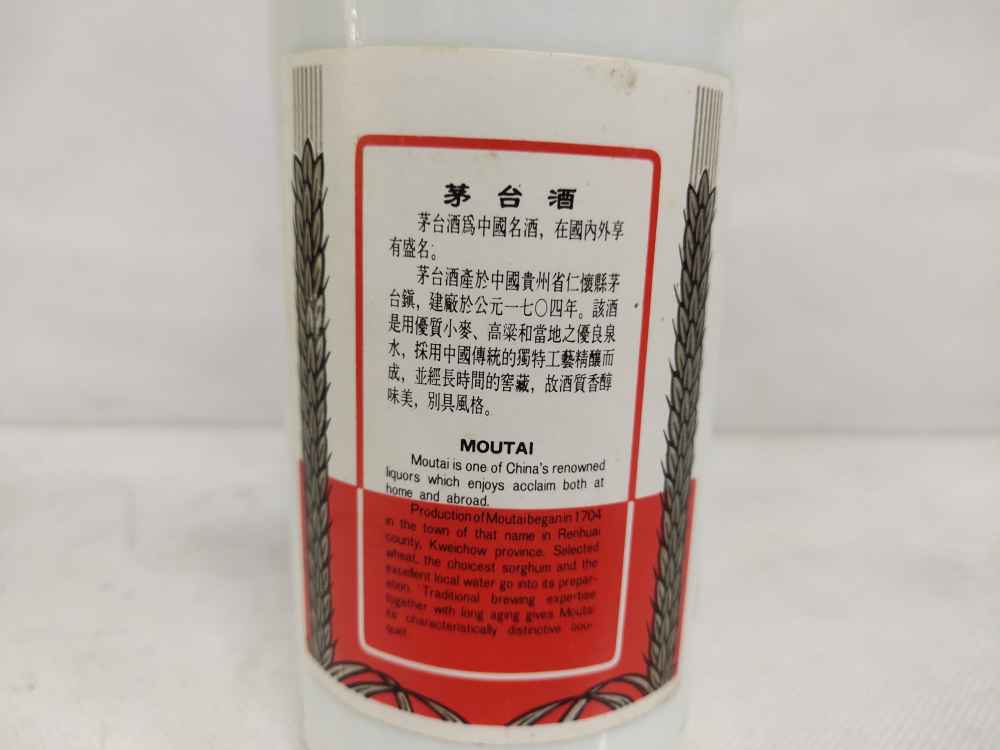 茅台酒
茅台酒爲中國名酒，在國內外享
有盛名。
茅台酒產於中國貴州省仁懷縣茅
台鎮，建廠於公元一七〇四年。該酒
是用優質小麥、高粱和當地之優良泉
水，採用中國傳統的獨特工藝精釀而
成，並經長時間的窖藏，故酒質香醇
味美，別具風格。
MOUTAI
Moutai is one of China's renowned
liquors which enjoys acclaim both at
home and abroad.
Production of Moutai began in 1704
in the town of that name in Renhuai
county, Kweichow province. Selected
wheat, the choicest sorghum and the
excellent local water go into its prepar-
ation. Traditional brewing expertise
together with long aging gives Moutai
its characteristically distinctive bou-
quet.